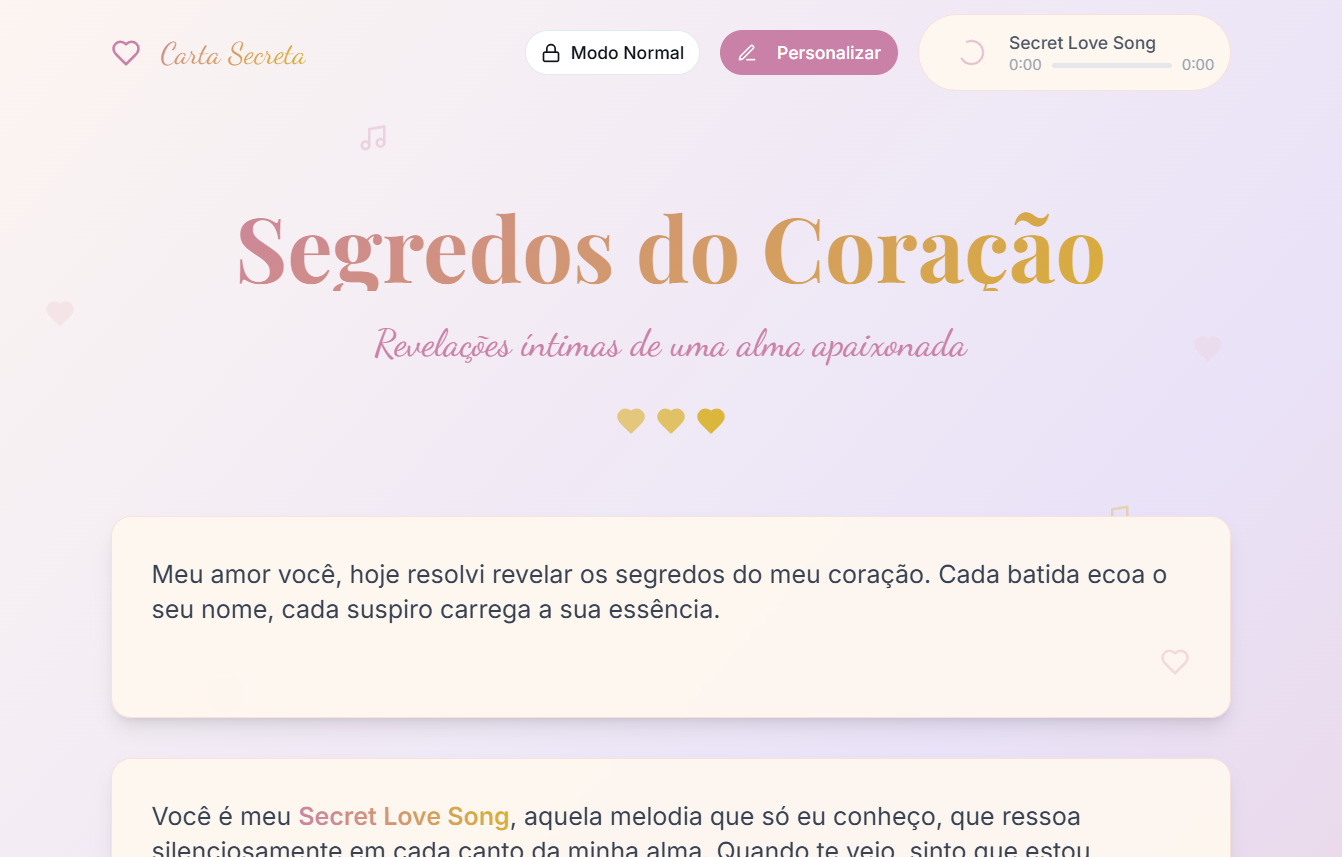 Carta Secreta
Modo Normal
Personalizar
Secret Love Song
0:00 0:00
Segredos do Coração
Revelações íntimas de uma alma apaixonada
Meu amor você, hoje resolvi revelar os segredos do meu coração. Cada batida ecoa o
seu nome, cada suspiro carrega a sua essência.
Você é meu Secret Love Song, aquela melodia que só eu conheço, que ressoa
silenciosamente em cada canto da minha alma. Quando te vejo, sinto que estou